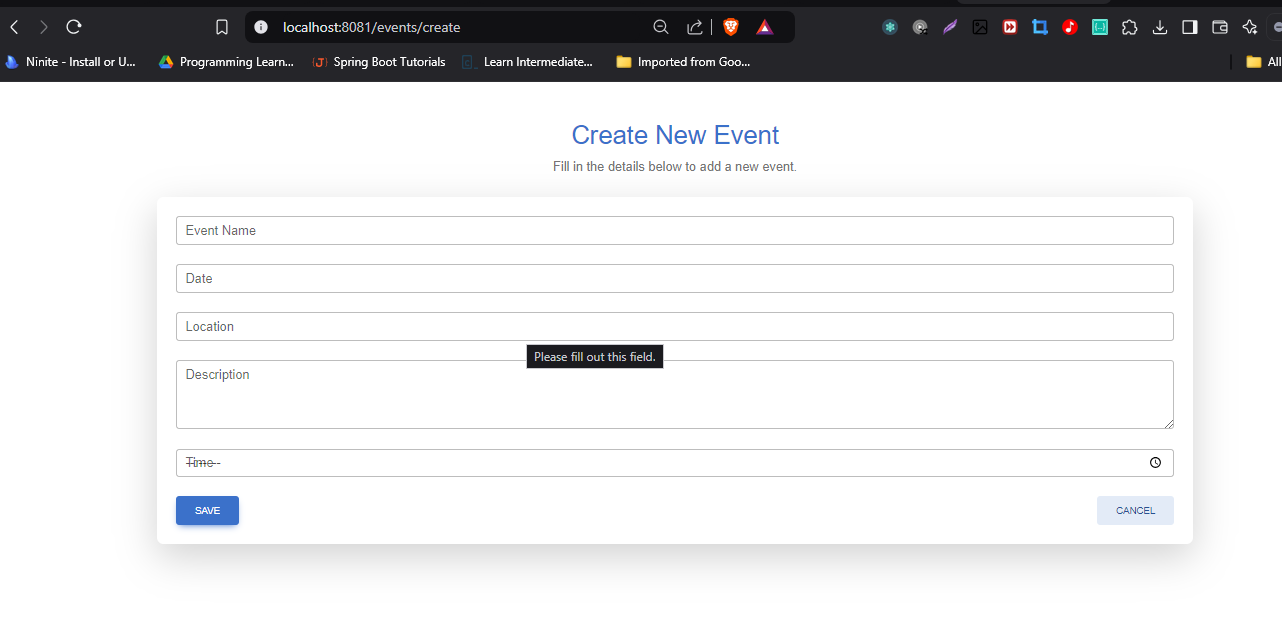 localhost:8081/events/create
Ninite - Install or U... Programming Learn... Spring Boot Tutorials Learn Intermediate... Imported from Goo... All
Create New Event
Fill in the details below to add a new event.
Event Name
Date
Location
Please fill out this field.
Description
Time--
SAVE CANCEL